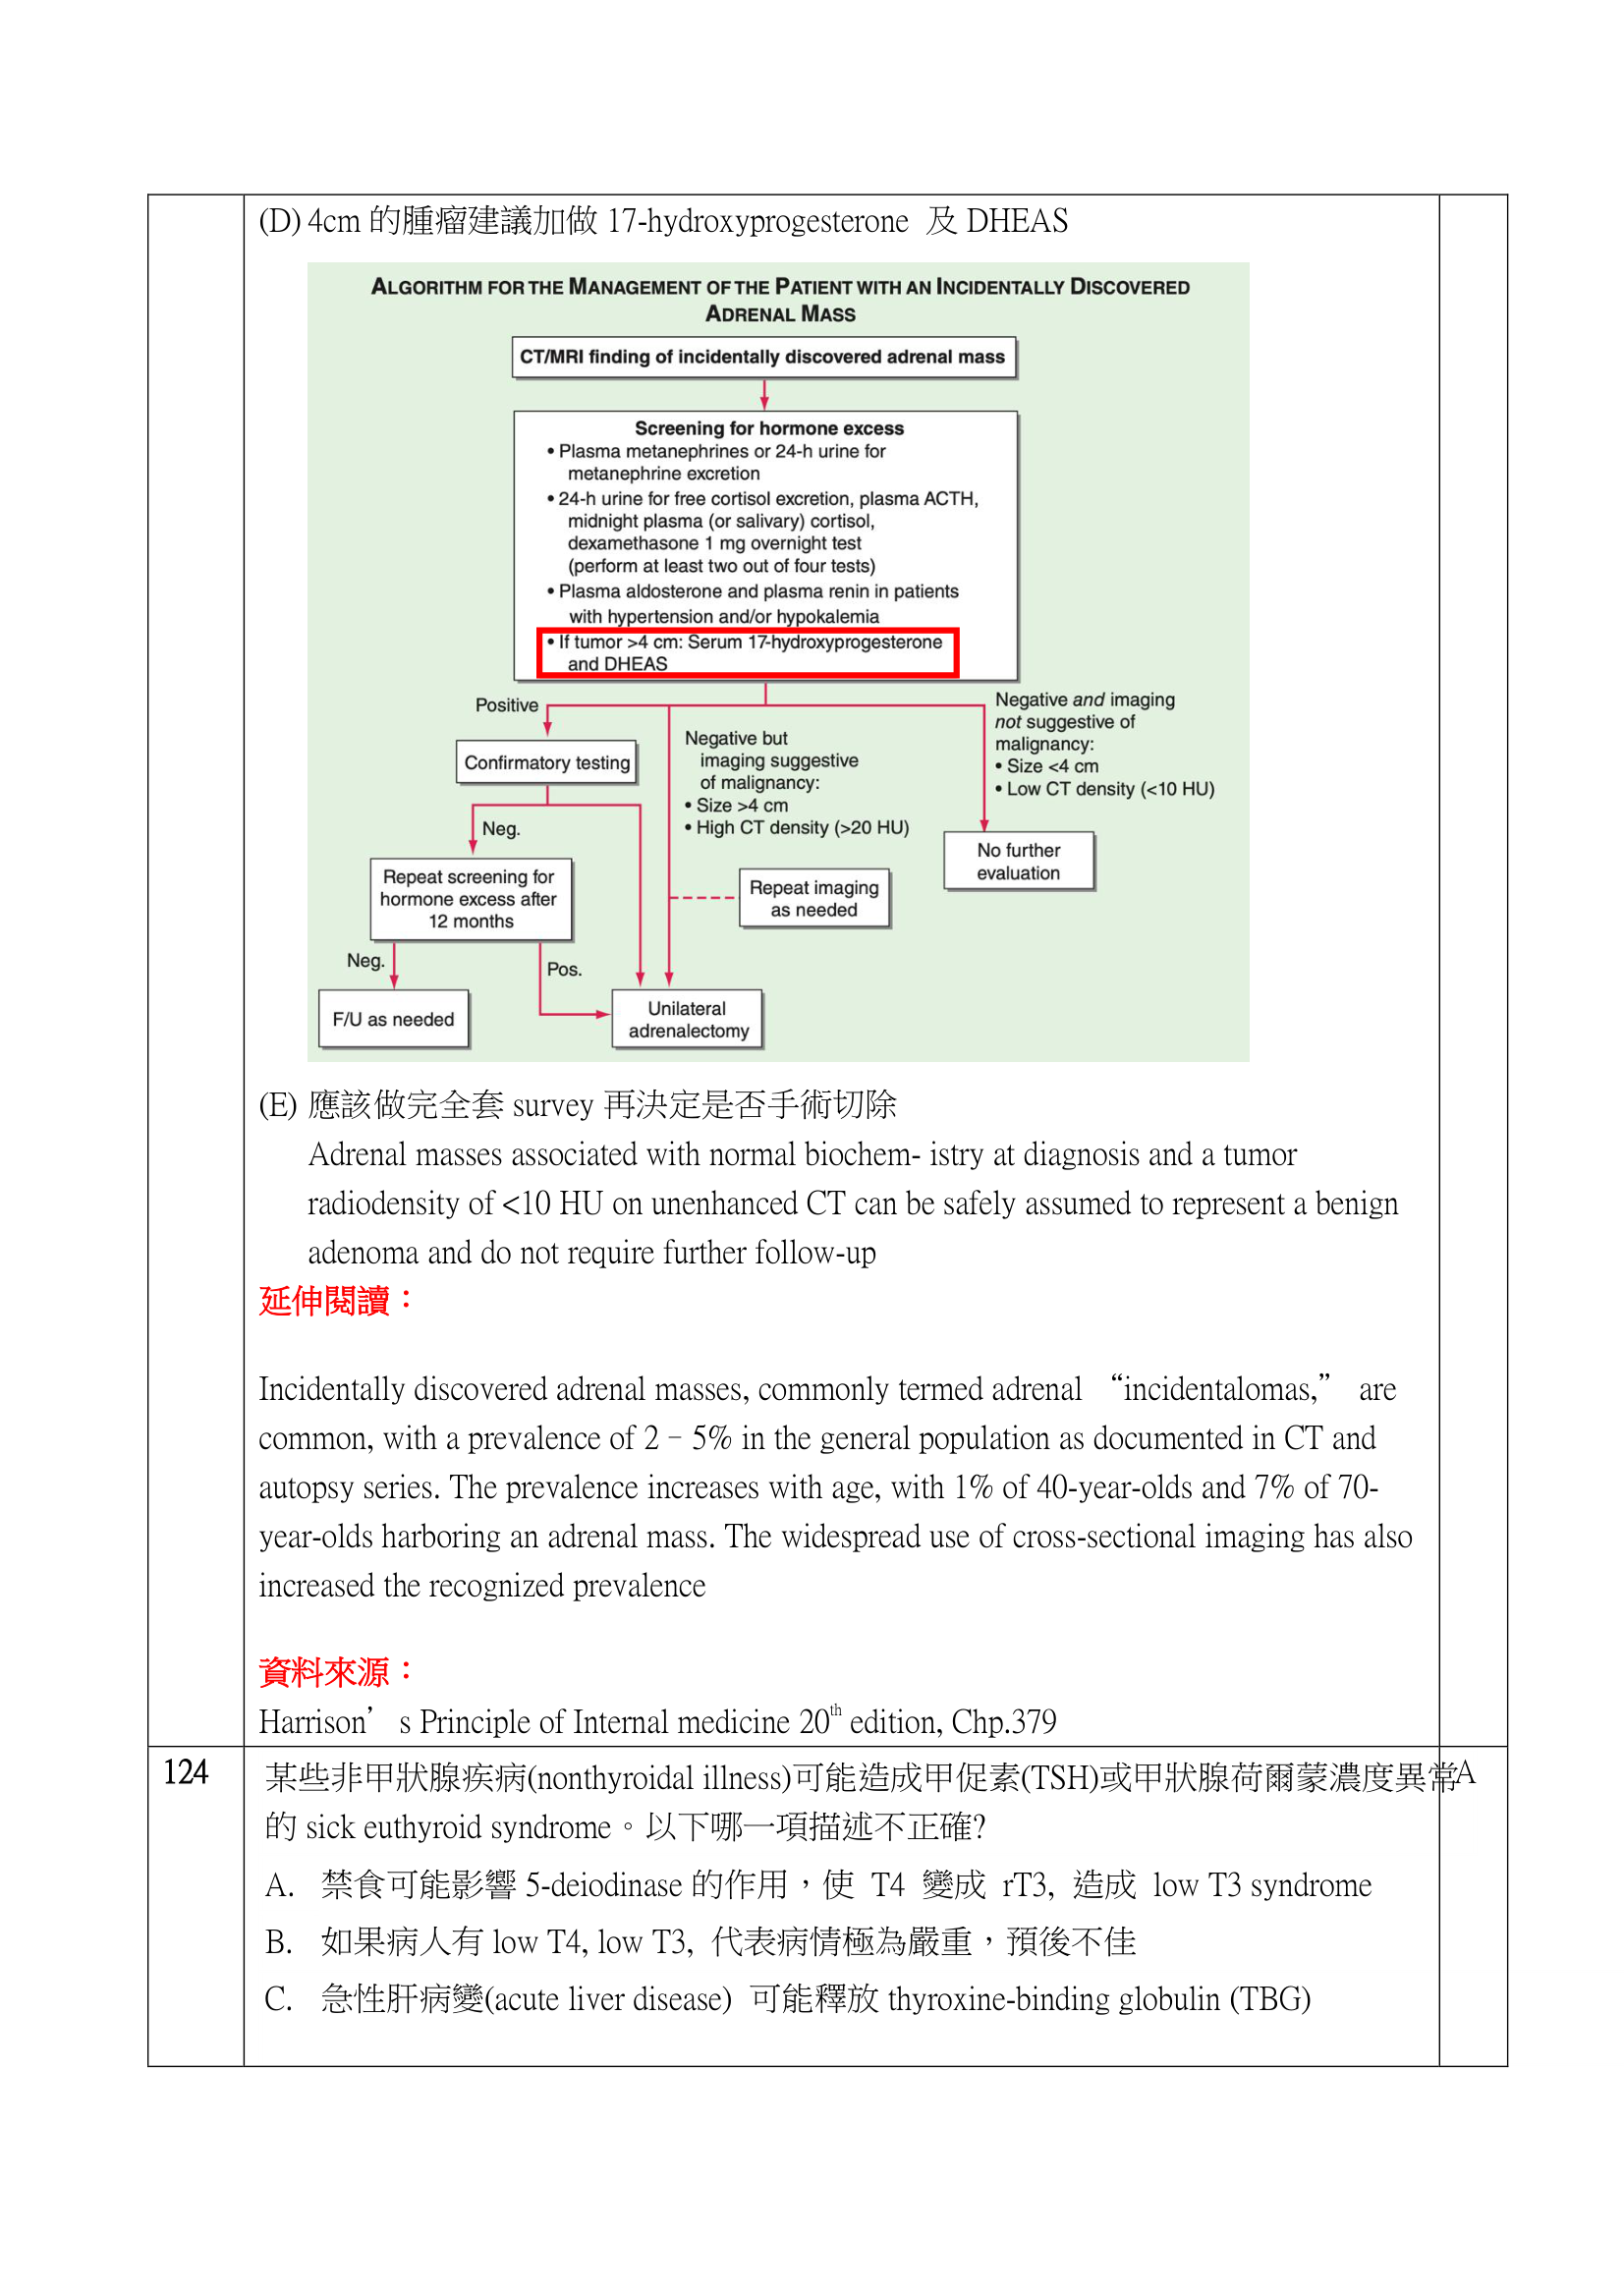 (D) 4cm 的腫瘤建議加做 17-hydroxyprogesterone 及 DHEAS
ALGORITHM FOR THE MANAGEMENT OF THE PATIENT WITH AN INCIDENTALLY DISCOVERED
ADRENAL MASS
CT/MRI finding of incidentally discovered adrenal mass
Screening for hormone excess
• Plasma metanephrines or 24-h urine for
metanephrine excretion
• 24-h urine for free cortisol excretion, plasma ACTH,
midnight plasma (or salivary) cortisol,
dexamethasone 1 mg overnight test
(perform at least two out of four tests)
• Plasma aldosterone and plasma renin in patients
with hypertension and/or hypokalemia
• If tumor >4 cm: Serum 17-hydroxyprogesterone
and DHEAS
Positive
Confirmatory testing
Neg.
Repeat screening for
hormone excess after
12 months
Neg.
Pos.
F/U as needed
Negative but
imaging suggestive
of malignancy:
• Size >4 cm
• High CT density (>20 HU)
Repeat imaging
as needed
Unilateral
adrenalectomy
Negative and imaging
not suggestive of
malignancy:
• Size <4 cm
• Low CT density (<10 HU)
No further
evaluation
(E) 應該做完全套 survey 再決定是否手術切除
Adrenal masses associated with normal biochem- istry at diagnosis and a tumor
radiodensity of <10 HU on unenhanced CT can be safely assumed to represent a benign
adenoma and do not require further follow-up
延伸閱讀：
Incidentally discovered adrenal masses, commonly termed adrenal “incidentalomas,” are
common, with a prevalence of 2–5% in the general population as documented in CT and
autopsy series. The prevalence increases with age, with 1% of 40-year-olds and 7% of 70-
year-olds harboring an adrenal mass. The widespread use of cross-sectional imaging has also
increased the recognized prevalence
資料來源：
Harrison’s Principle of Internal medicine 20th edition, Chp.379
124
某些非甲狀腺疾病(nonthyroidal illness)可能造成甲促素(TSH)或甲狀腺荷爾蒙濃度異常
A
的 sick euthyroid syndrome。以下哪一項描述不正確?
A. 禁食可能影響 5-deiodinase 的作用，使 T4 變成 rT3, 造成 low T3 syndrome
B. 如果病人有 low T4, low T3, 代表病情極為嚴重，預後不佳
C. 急性肝病變(acute liver disease) 可能釋放 thyroxine-binding globulin (TBG)